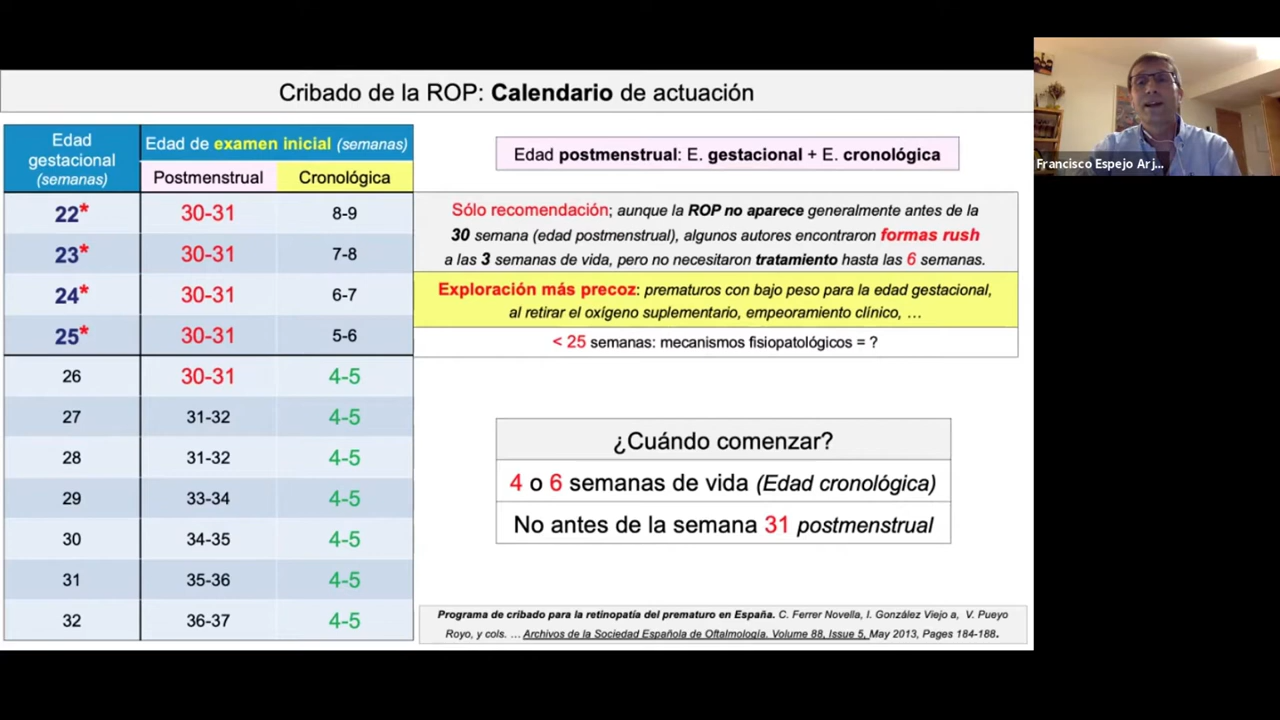 Cribado de la ROP: Calendario de actuación
Edad gestacional (semanas)
Edad de examen inicial (semanas)
Postmenstrual Cronológica
22* 30-31 8-9
23* 30-31 7-8
24* 30-31 6-7
25* 30-31 5-6
26 30-31 4-5
27 31-32 4-5
28 31-32 4-5
29 33-34 4-5
30 34-35 4-5
31 35-36 4-5
32 36-37 4-5
Edad postmenstrual: E. gestacional + E. cronológica
Sólo recomendación; aunque la ROP no aparece generalmente antes de la
30 semana (edad postmenstrual), algunos autores encontraron formas rush
a las 3 semanas de vida, pero no necesitaron tratamiento hasta las 6 semanas.
Exploración más precoz: prematuros con bajo peso para la edad gestacional,
al retirar el oxígeno suplementario, empeoramiento clínico, …
< 25 semanas: mecanismos fisiopatológicos = ?
¿Cuándo comenzar?
4 o 6 semanas de vida (Edad cronológica)
No antes de la semana 31 postmenstrual
Programa de cribado para la retinopatía del prematuro en España. C. Ferrer Novella, I. González Viejo a, V. Pueyo
Royo, y cols. … Archivos de la Sociedad Española de Oftalmología. Volume 88, Issue 5, May 2013, Pages 184-188.
Francisco Espejo Arj...